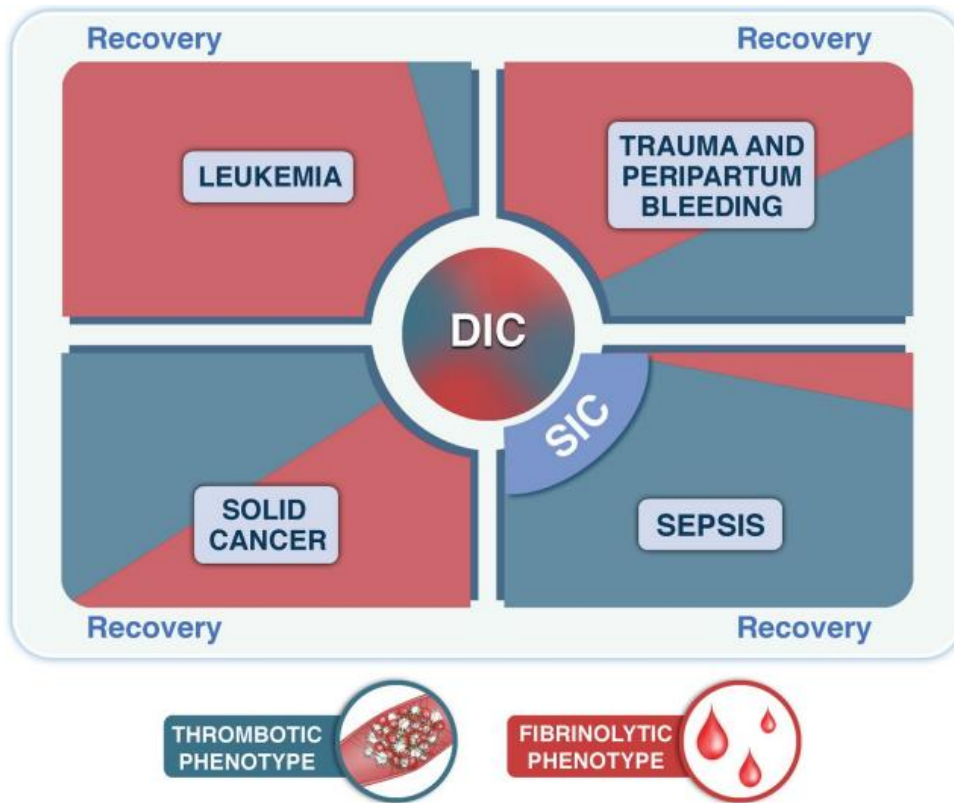 Recovery
Recovery
LEUKEMIA
TRAUMA AND
PERIPARTUM
BLEEDING
DIC
SIC
SOLID
CANCER
SEPSIS
Recovery
Recovery
THROMBOTIC
PHENOTYPE
FIBRINOLYTIC
PHENOTYPE